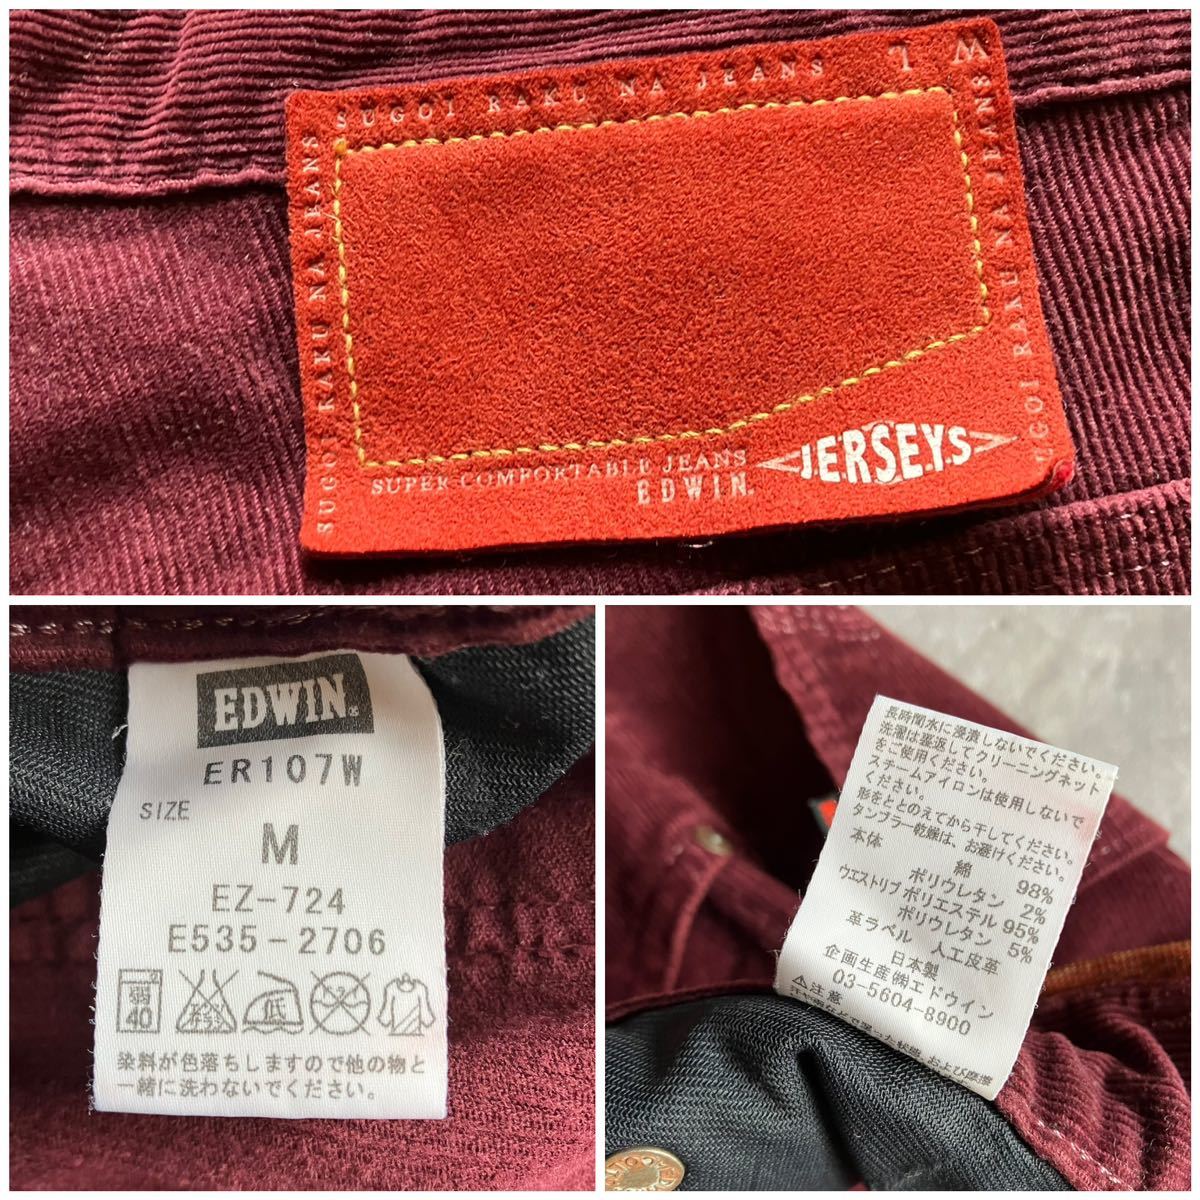 SUGOI RAKU NA JEANS
W L
SUGOI RAKU NA JEANS
SUPER COMFORTABLE JEANS
EDWIN.
JERSEYS
EDWIN
ER107W
SIZE
M
EZ-724
E535-2706
弱
40
低
染料が色落ちしますので他の物と
一緒に洗わないでください。
長時間水に浸漬しないでください。
洗濯は裏返してクリーニングネット
をご使用ください。
スチームアイロンは使用しないで
ください。
形をととのえてから干してください。
タンブラー乾燥は、お避けください。
本体 綿 98%
ポリウレタン 2%
ウエストリブ ポリエステル 95%
ポリウレタン 5%
革ラベル 人工皮革
日本製
企画生産㈱エドウイン
03-5604-8900
⚠注意